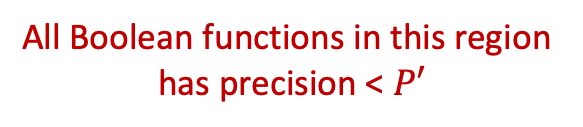 All Boolean functions in this region
has precision < P′